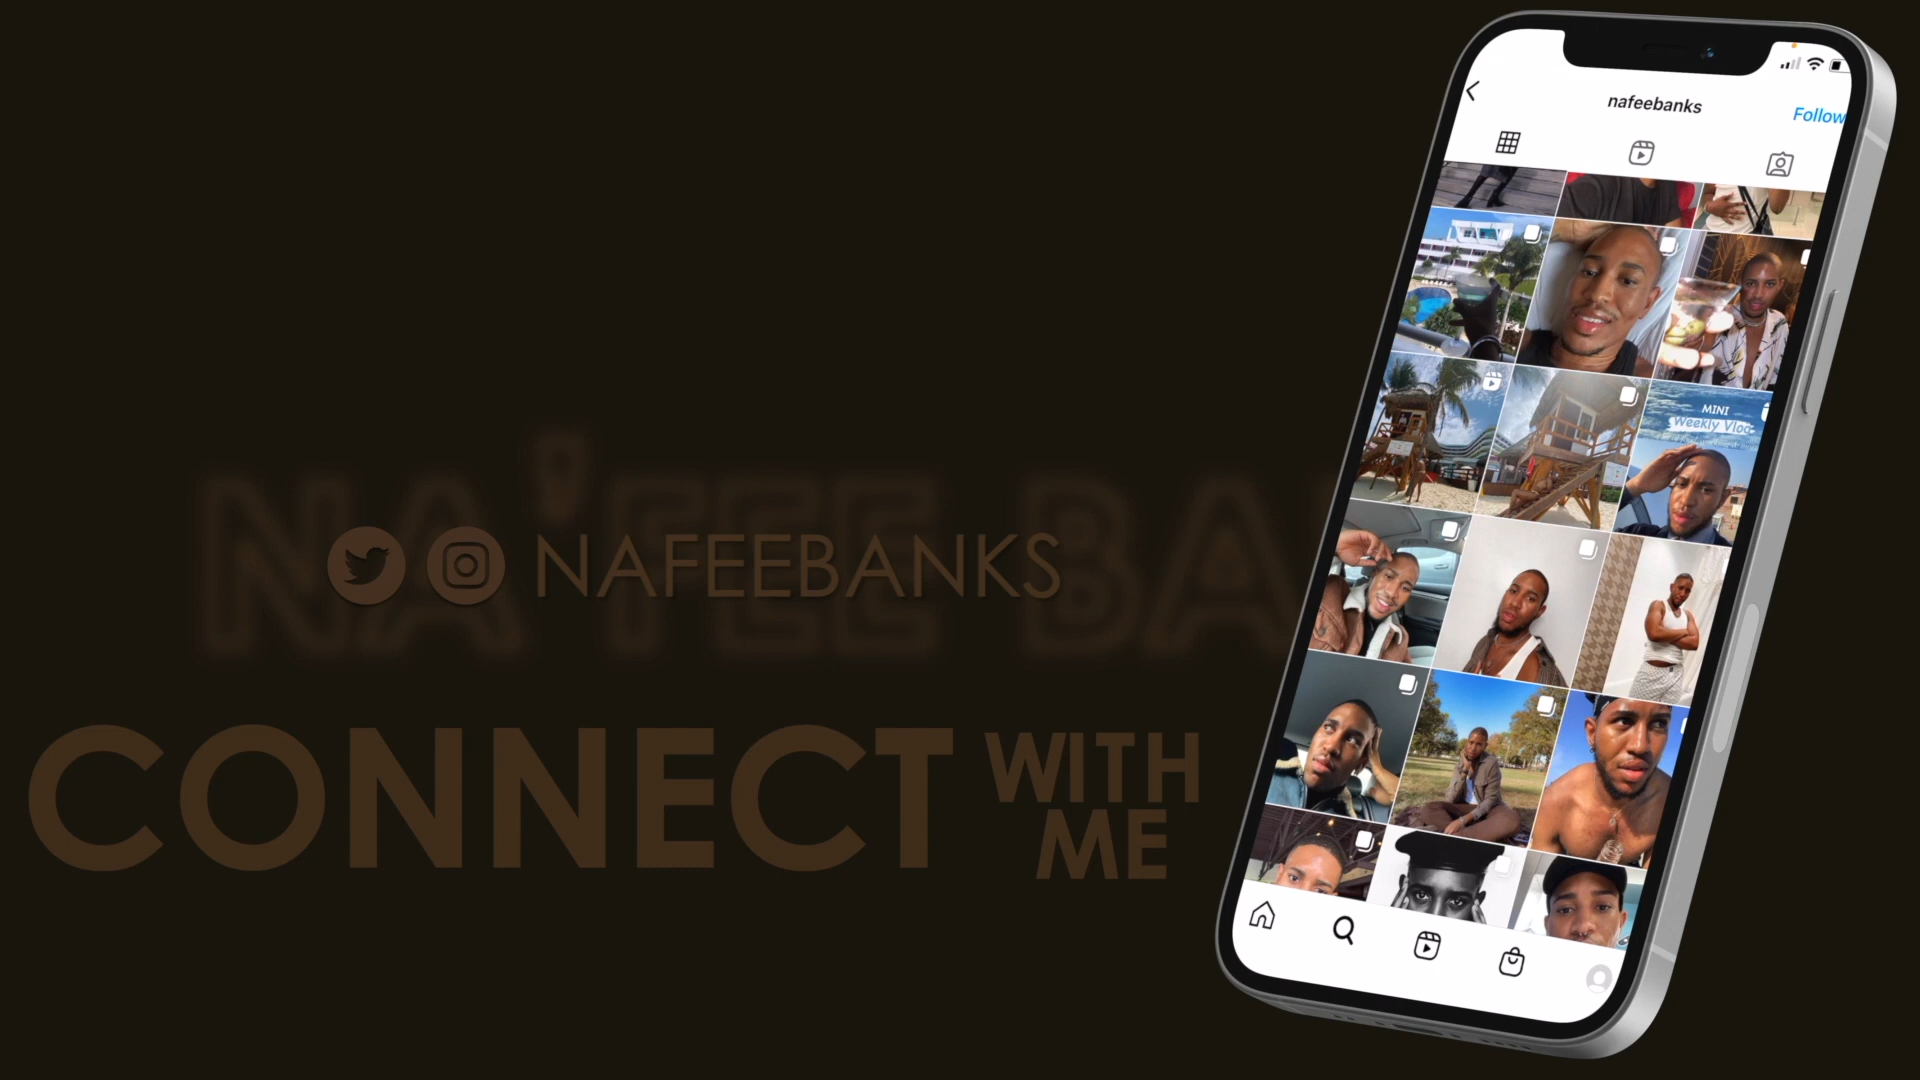 NA'FEE BA
NAFEEBANKS
CONNECT WITH
ME
nafeebanks
Follow
MINI
Weekly Vlog